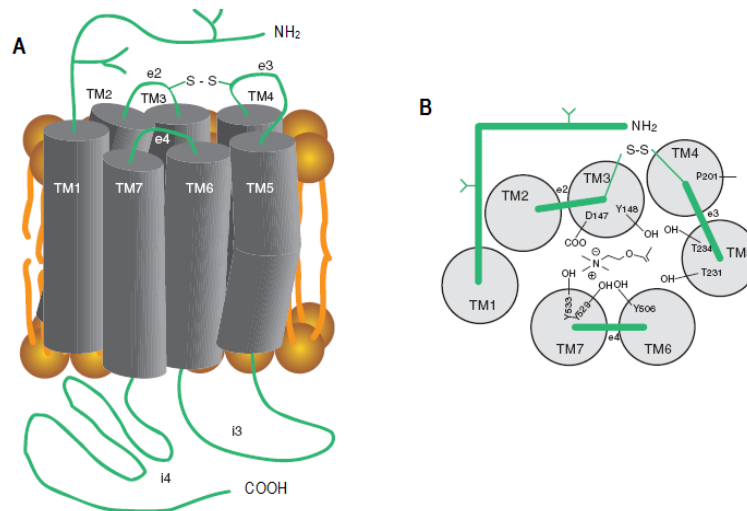 A
NH2
e2
S - S
e3
TM2
TM3
TM4
e4
TM1
TM7
TM6
TM5
i3
i4
COOH
B
NH2
S-S
TM4
TM3
P201
TM2
e2
D147
Y148
e3
COO
OH
OH
T234
N
O
⊖
⊕
T231
OH
OH
OH
OH
TM1
Y533
Y529
Y506
e4
TM7
TM6